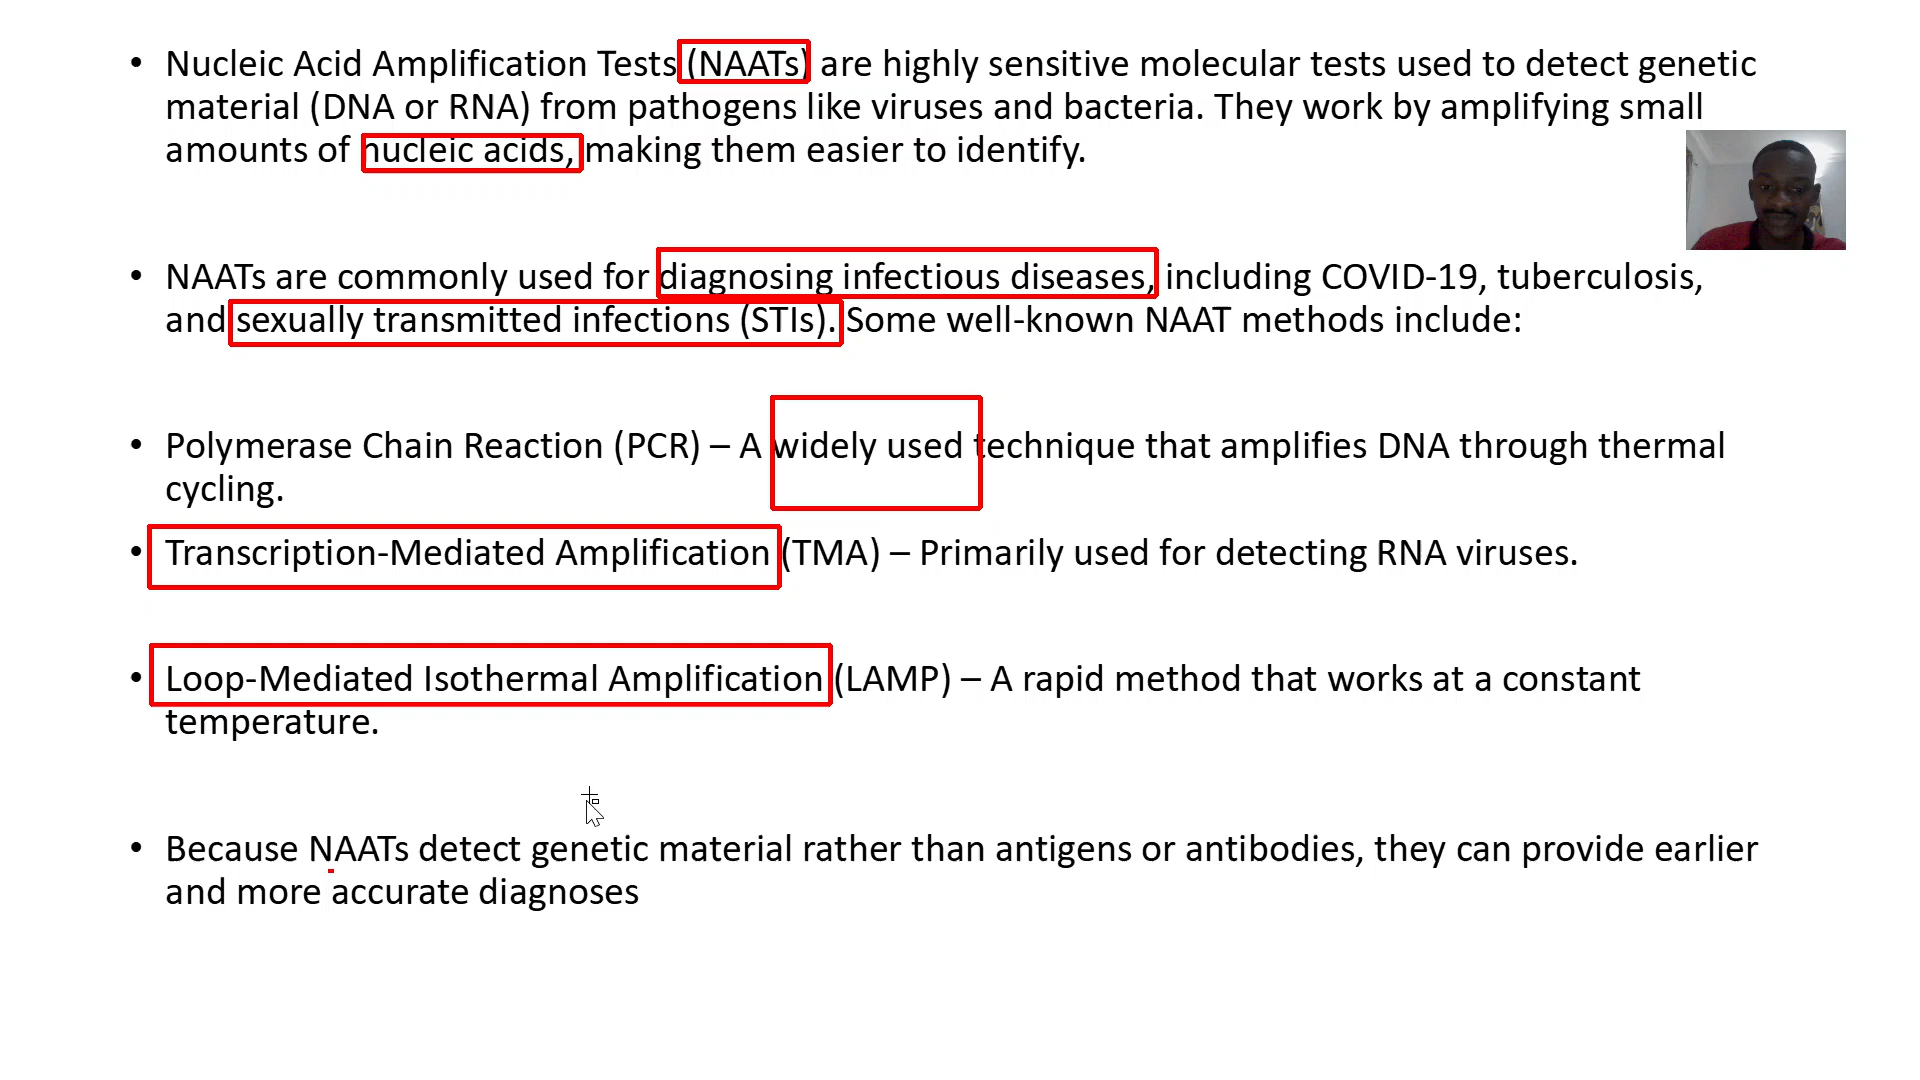 • Nucleic Acid Amplification Tests (NAATs) are highly sensitive molecular tests used to detect genetic
material (DNA or RNA) from pathogens like viruses and bacteria. They work by amplifying small
amounts of nucleic acids, making them easier to identify.
• NAATs are commonly used for diagnosing infectious diseases, including COVID-19, tuberculosis,
and sexually transmitted infections (STIs). Some well-known NAAT methods include:
• Polymerase Chain Reaction (PCR) – A widely used technique that amplifies DNA through thermal
cycling.
• Transcription-Mediated Amplification (TMA) – Primarily used for detecting RNA viruses.
• Loop-Mediated Isothermal Amplification (LAMP) – A rapid method that works at a constant
temperature.
• Because NAATs detect genetic material rather than antigens or antibodies, they can provide earlier
and more accurate diagnoses